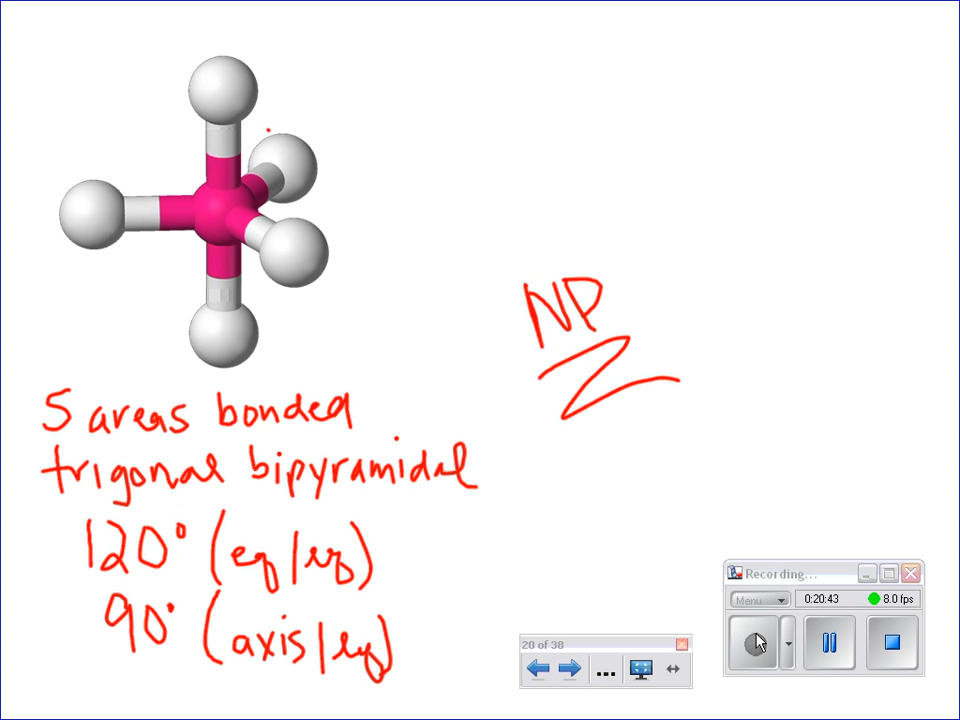 NP
5 areas bonded
trigonal bipyramidal
120° (eq/eq)
90° (axis/eq)
Recording...
Menu
0:20:43
8.0 fps
20 of 38
...